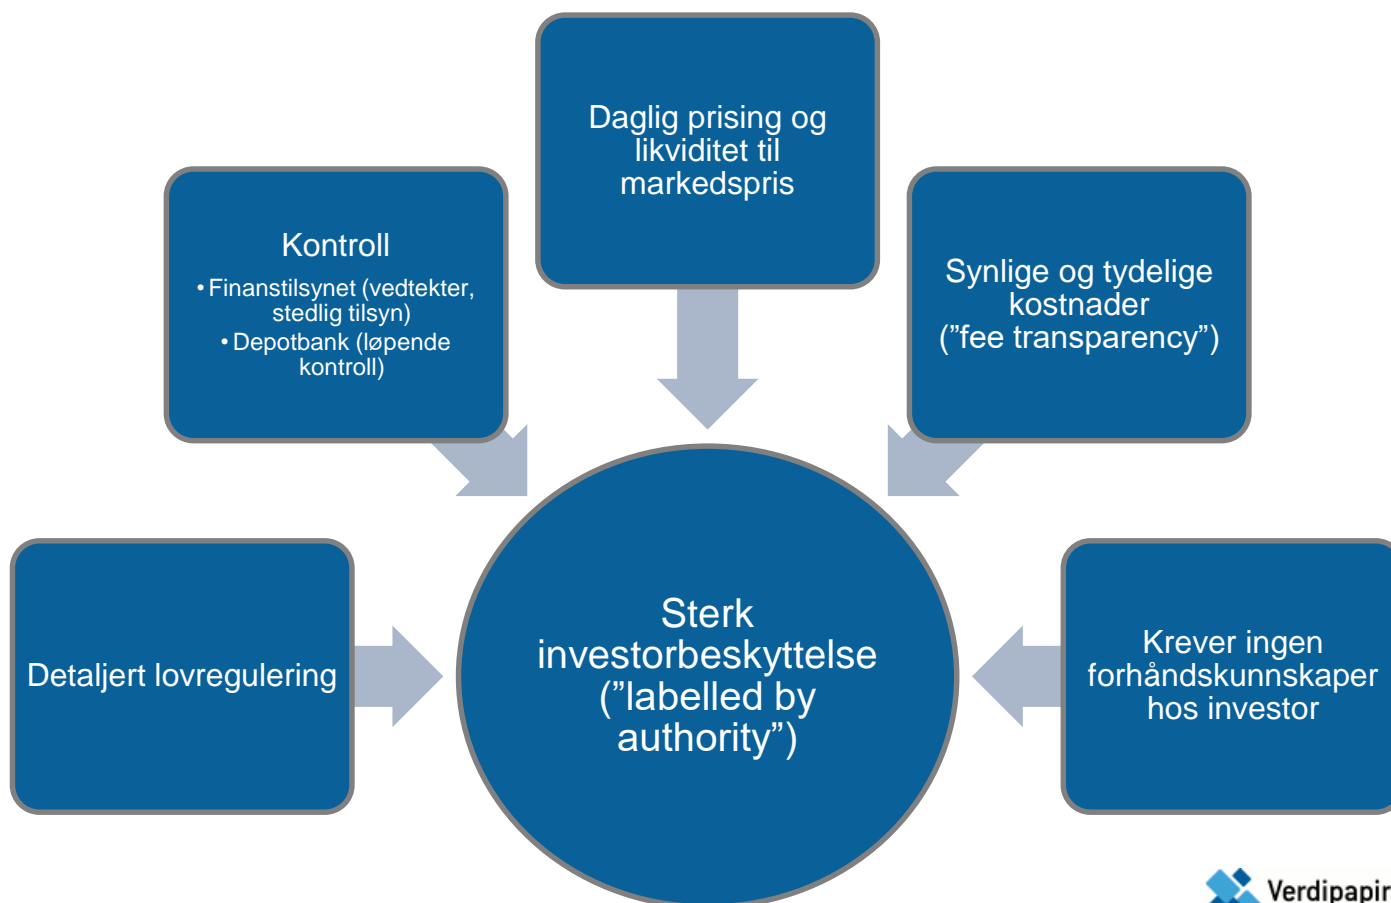 Daglig prising og
likviditet til
markedspris
Kontroll
• Finanstilsynet (vedtekter,
stedlig tilsyn)
• Depotbank (løpende
kontroll)
Synlige og tydelige
kostnader
(”fee transparency”)
Detaljert lovregulering
Sterk
investorbeskyttelse
(”labelled by
authority”)
Krever ingen
forhåndskunnskaper
hos investor
Verdipapir